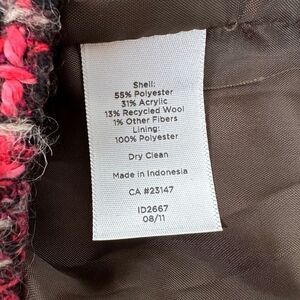 Shell:
55% Polyester
31% Acrylic
13% Recycled Wool
1% Other Fibers
Lining:
100% Polyester
Dry Clean
Made in Indonesia
CA #23147
ID2667
08/11